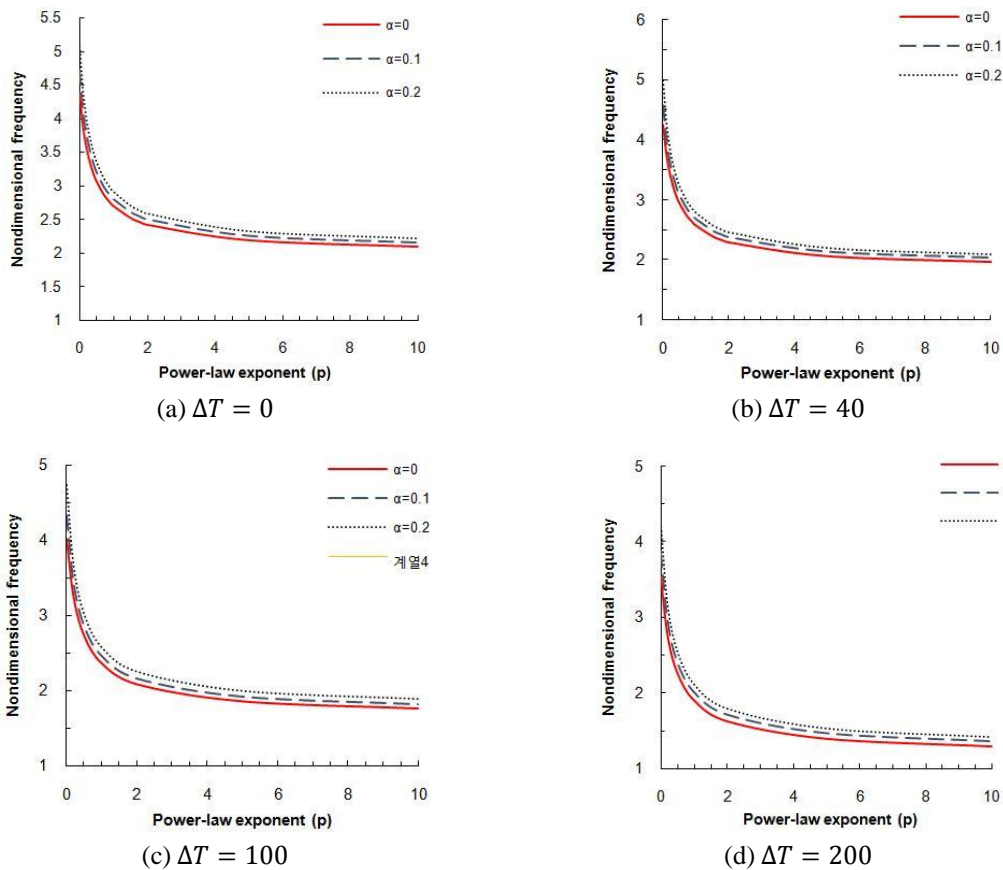 5.5
5
4.5
4
3.5
3
2.5
2
1.5
1
Nondimensional frequency
0 2 4 6 8 10
Power-law exponent (p)
α=0
α=0.1
α=0.2
(a) ΔT = 0
6
5
4
3
2
1
Nondimensional frequency
0 2 4 6 8 10
Power-law exponent (p)
α=0
α=0.1
α=0.2
(b) ΔT = 40
5
4
3
2
1
Nondimensional frequency
0 2 4 6 8 10
Power-law exponent (p)
α=0
α=0.1
α=0.2
계열4
(c) ΔT = 100
5
4
3
2
1
Nondimensional frequency
0 2 4 6 8 10
Power-law exponent (p)
(d) ΔT = 200